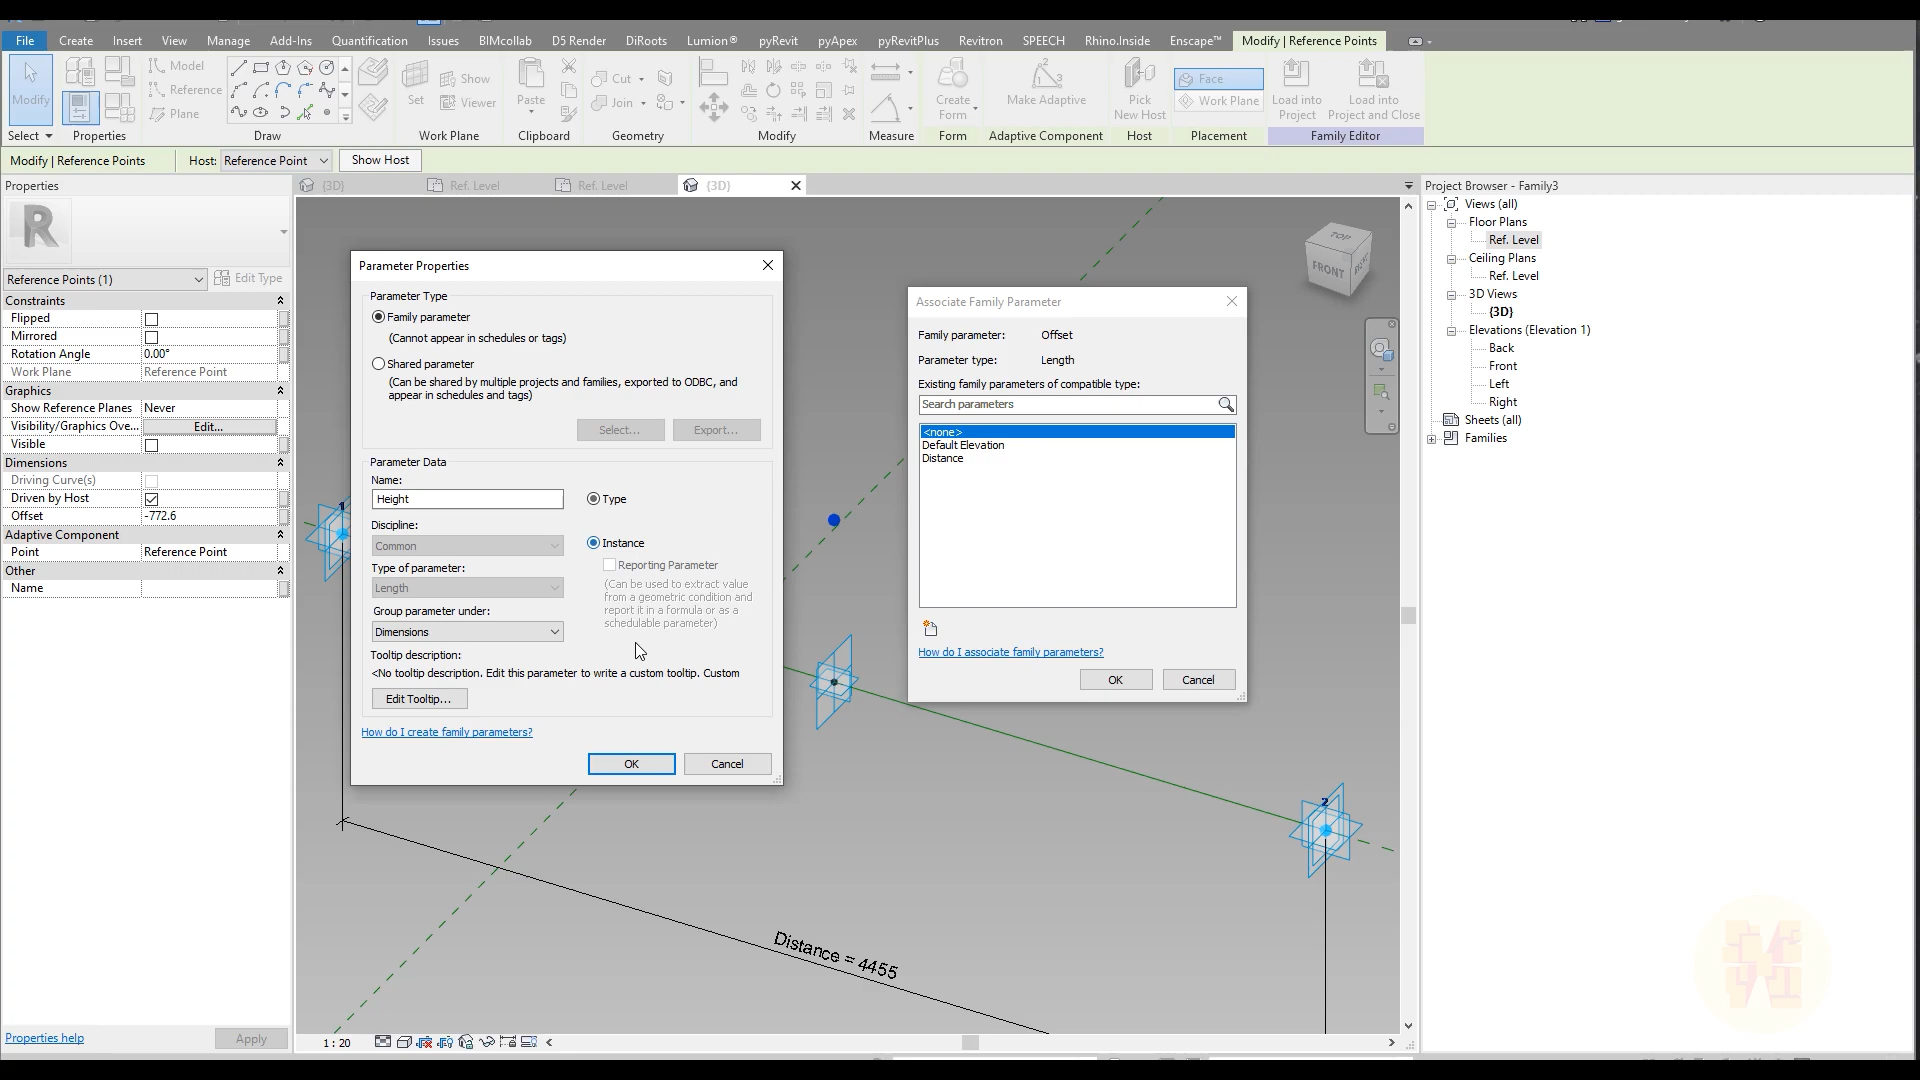 File Create Insert View Manage Add-Ins Quantification Issues BIMcollab D5 Render DiRoots Lumion® pyRevit pyApex pyRevitPlus Revitron SPEECH Rhino.Inside Enscape™ Modify | Reference Points
Modify
Model
Reference
Plane
Set
Show
Viewer
Paste
Cut
Join
Create
Form
Make Adaptive
Pick
New Host
Face
Work Plane
Load into
Project
Load into
Project and Close
Select Properties Draw Work Plane Clipboard Geometry Modify Measure Form Adaptive Component Host Placement Family Editor
Modify | Reference Points Host: Reference Point Show Host
Properties
{3D} Ref. Level Ref. Level {3D}
R
Reference Points (1) Edit Type
Constraints
Flipped
Mirrored
Rotation Angle 0.00°
Work Plane Reference Point
Graphics
Show Reference Planes Never
Visibility/Graphics Ove... Edit...
Visible
Dimensions
Driving Curve(s)
Driven by Host
Offset -772.6
Adaptive Component
Point Reference Point
Other
Name
Properties help Apply
Parameter Properties
Parameter Type
Family parameter
(Cannot appear in schedules or tags)
Shared parameter
(Can be shared by multiple projects and families, exported to ODBC, and
appear in schedules and tags)
Select... Export...
Parameter Data
Name:
Height
Type
Discipline:
Common
Instance
Type of parameter:
Reporting Parameter
Length
(Can be used to extract value
from a geometric condition and
report it in a formula or as a
schedulable parameter)
Group parameter under:
Dimensions
Tooltip description:
<No tooltip description. Edit this parameter to write a custom tooltip. Custom
Edit Tooltip...
How do I create family parameters?
OK Cancel
Associate Family Parameter
Family parameter: Offset
Parameter type: Length
Existing family parameters of compatible type:
Search parameters
<none>
Default Elevation
Distance
How do I associate family parameters?
OK Cancel
TOP
FRONT
1
2
Distance = 4455
1 : 20
Project Browser - Family3
Views (all)
Floor Plans
Ref. Level
Ceiling Plans
Ref. Level
3D Views
{3D}
Elevations (Elevation 1)
Back
Front
Left
Right
Sheets (all)
Families